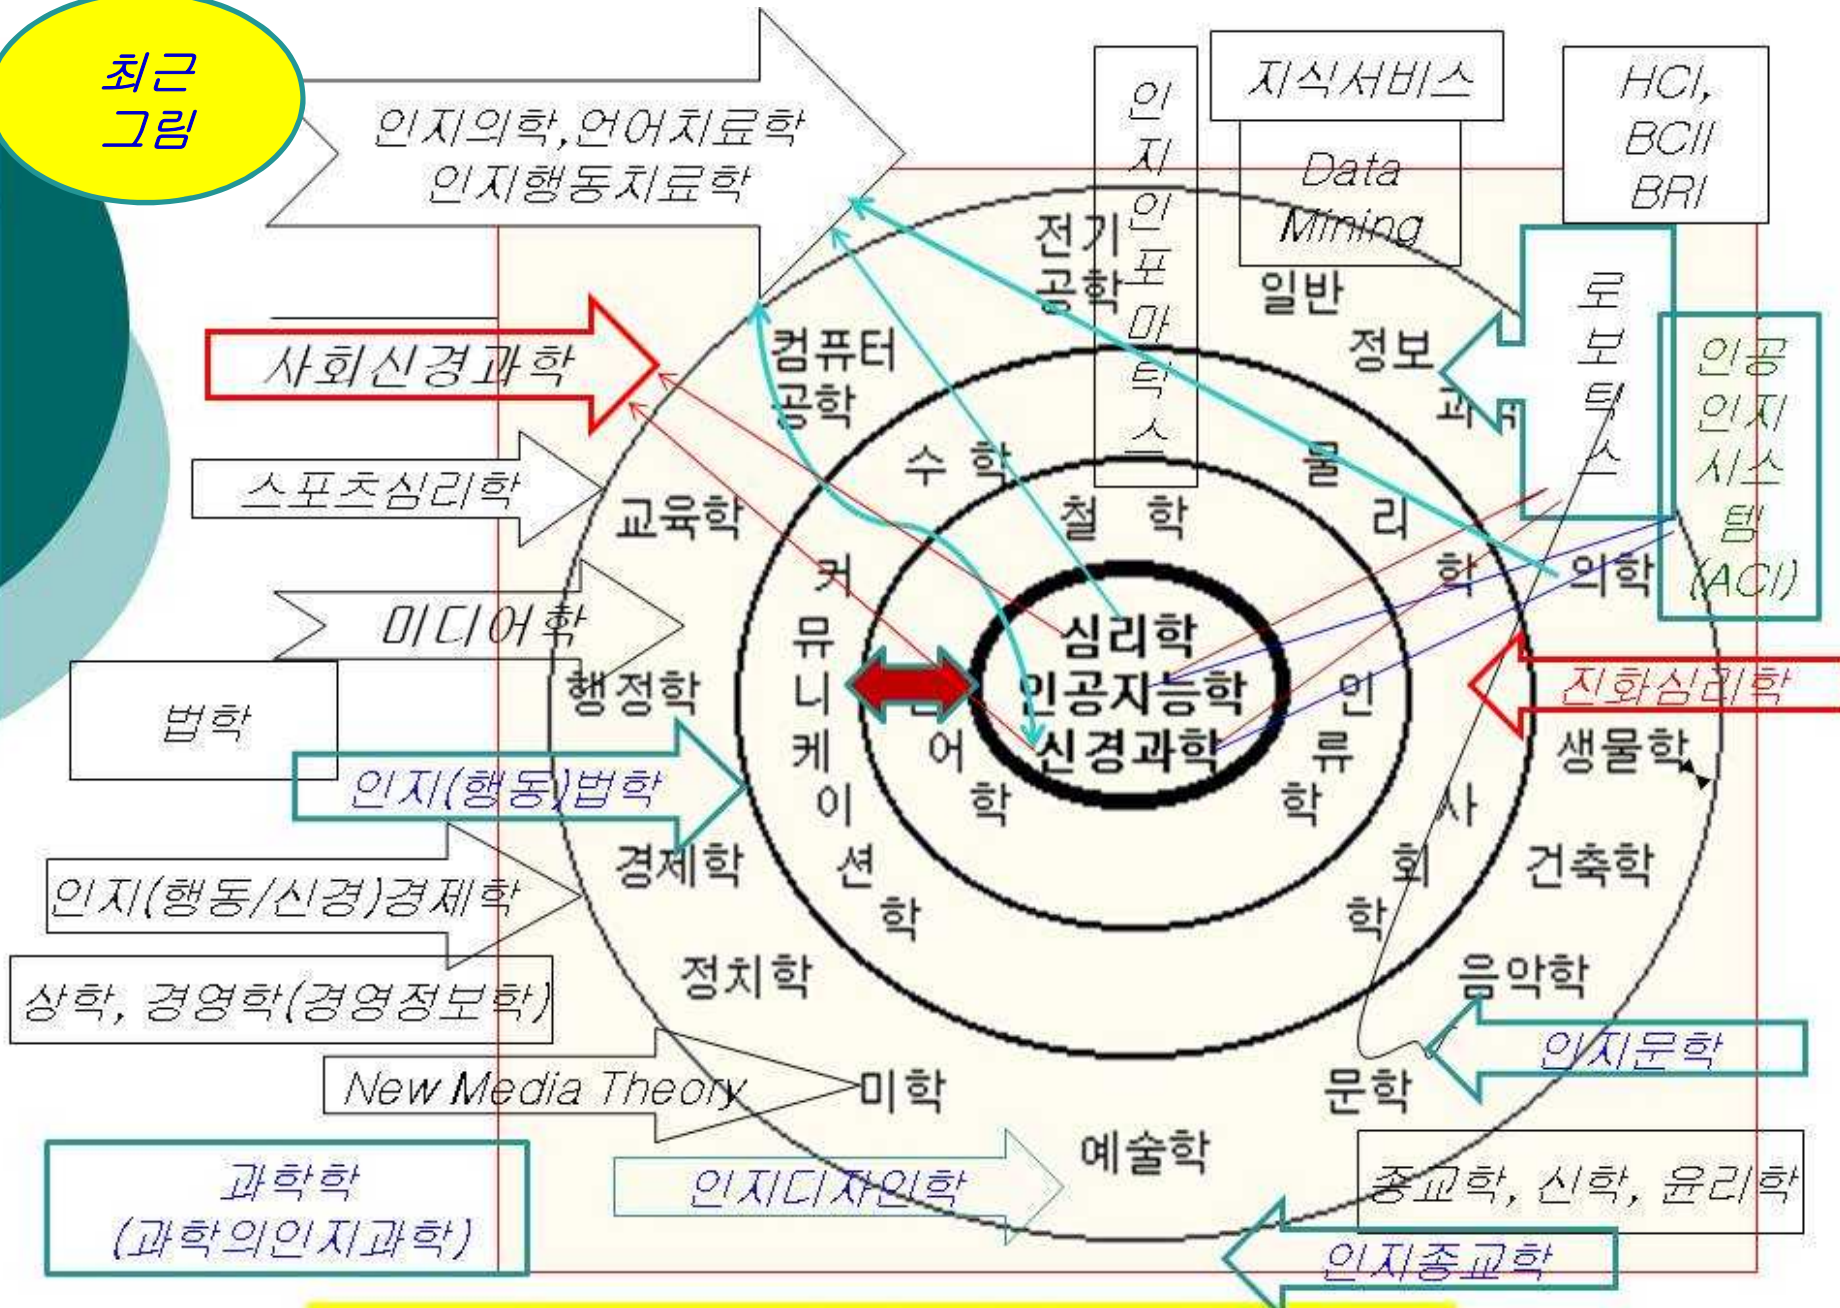 최근
그림
인지의학,언어치료학
인지행동치료학
인지인포마틱스
지식서비스
Data
Mining
HCI,
BCII
BRI
로보틱스
인공
인지
시스
템
(ACI)
사회신경과학
스포츠심리학
미디어학
법학
인지(행동)법학
인지(행동/신경)경제학
상학, 경영학(경영정보학)
New Media Theory
과학학
(과학의인지과학)
인지디자인학
전기
공학
일반
정보
컴퓨터
공학
수학
물리학
철학
교육학
의학
커뮤니케이션학
심리학
인공지능학
신경과학
어학
인류학
사회학
행정학
진화심리학
생물학
경제학
건축학
정치학
음악학
인지문학
미학
문학
예술학
종교학, 신학, 윤리학
인지종교학